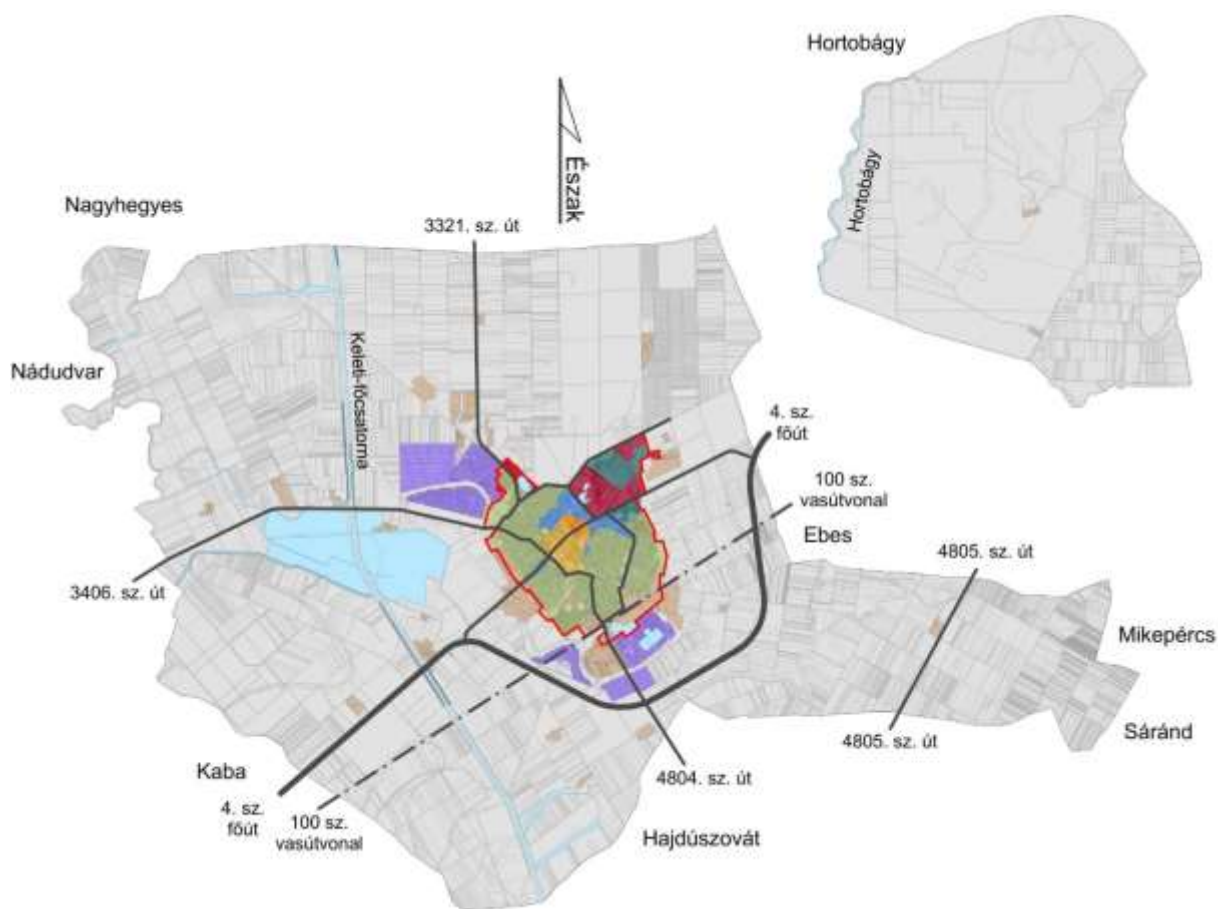 Hortobágy
Hortobágy
Észak
Nagyhegyes
3321. sz. út
Nádudvar
Keleti-főcsatorna
4. sz.
főút
100 sz.
vasútvonal
Ebes
4805. sz. út
3406. sz. út
Mikepércs
Sáránd
4805. sz. út
Kaba
4804. sz. út
4. sz.
főút
100 sz.
vasútvonal
Hajdúszovát